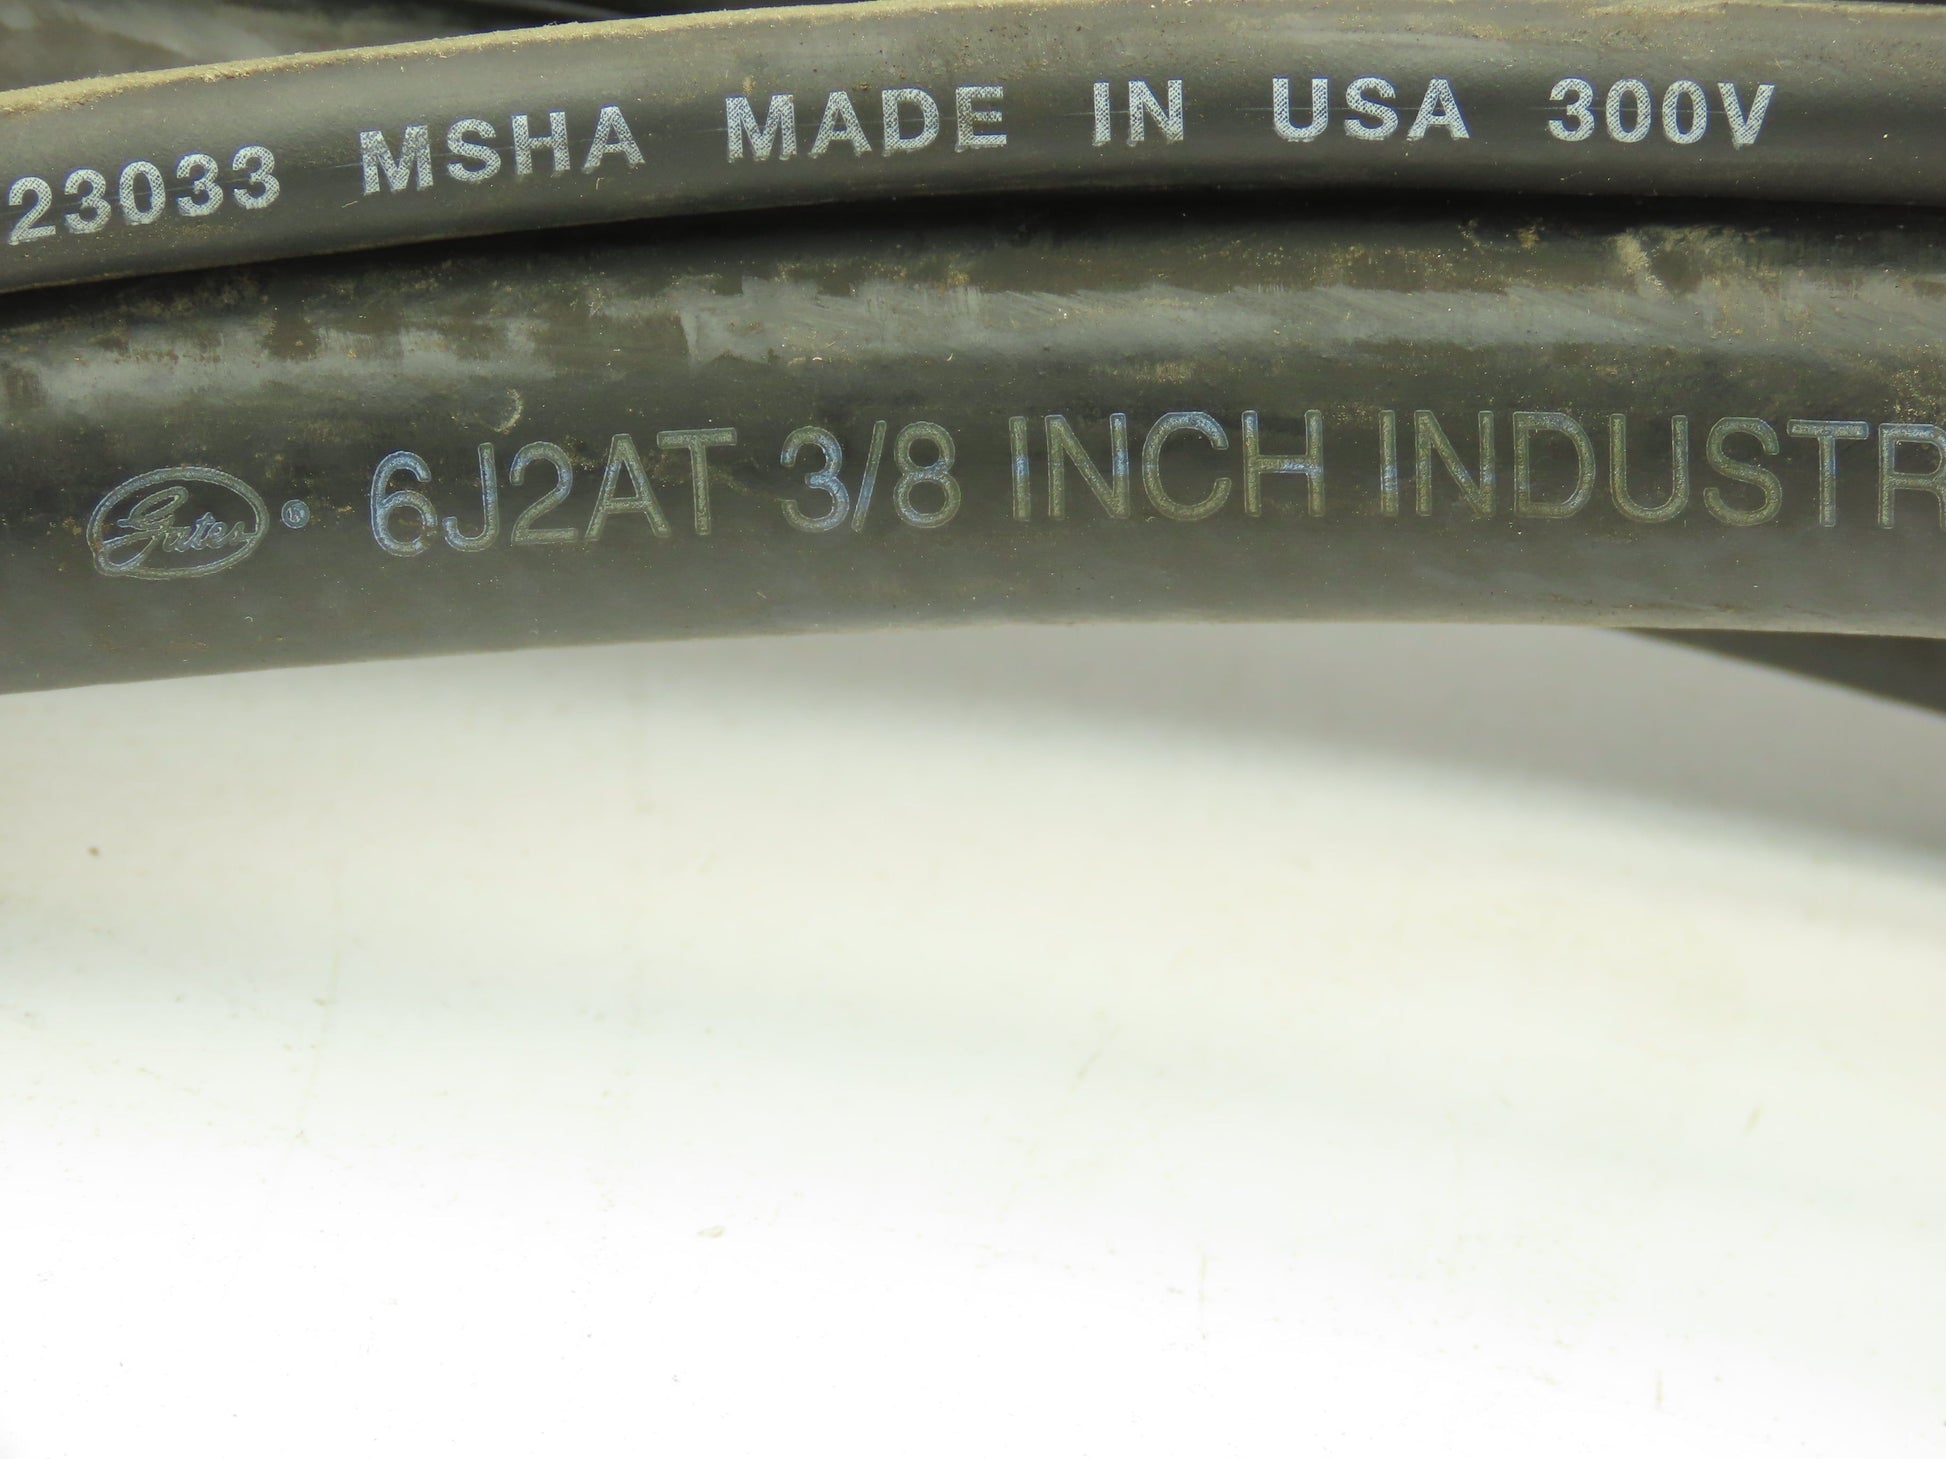 23033 MSHA MADE IN USA 300V
Gates ® 6J2AT 3/8 INCH INDUSTR